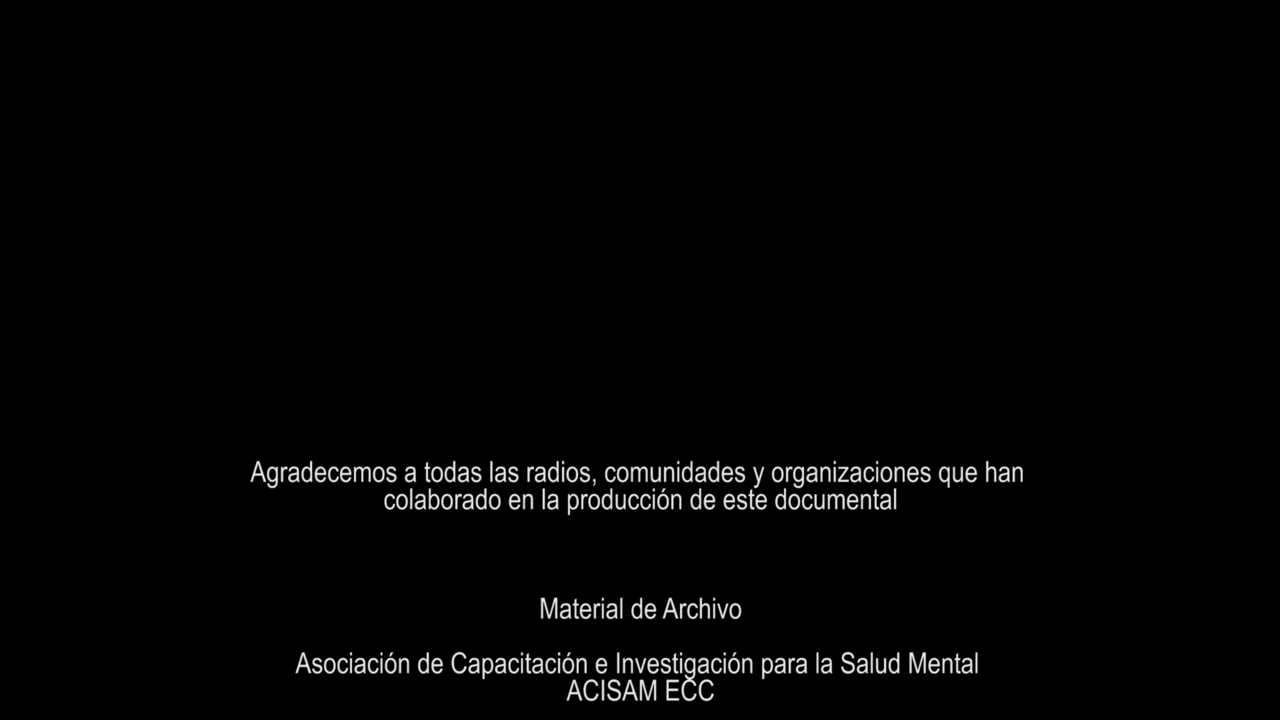 Agradecemos a todas las radios, comunidades y organizaciones que han
colaborado en la producción de este documental
Material de Archivo
Asociación de Capacitación e Investigación para la Salud Mental
ACISAM ECC